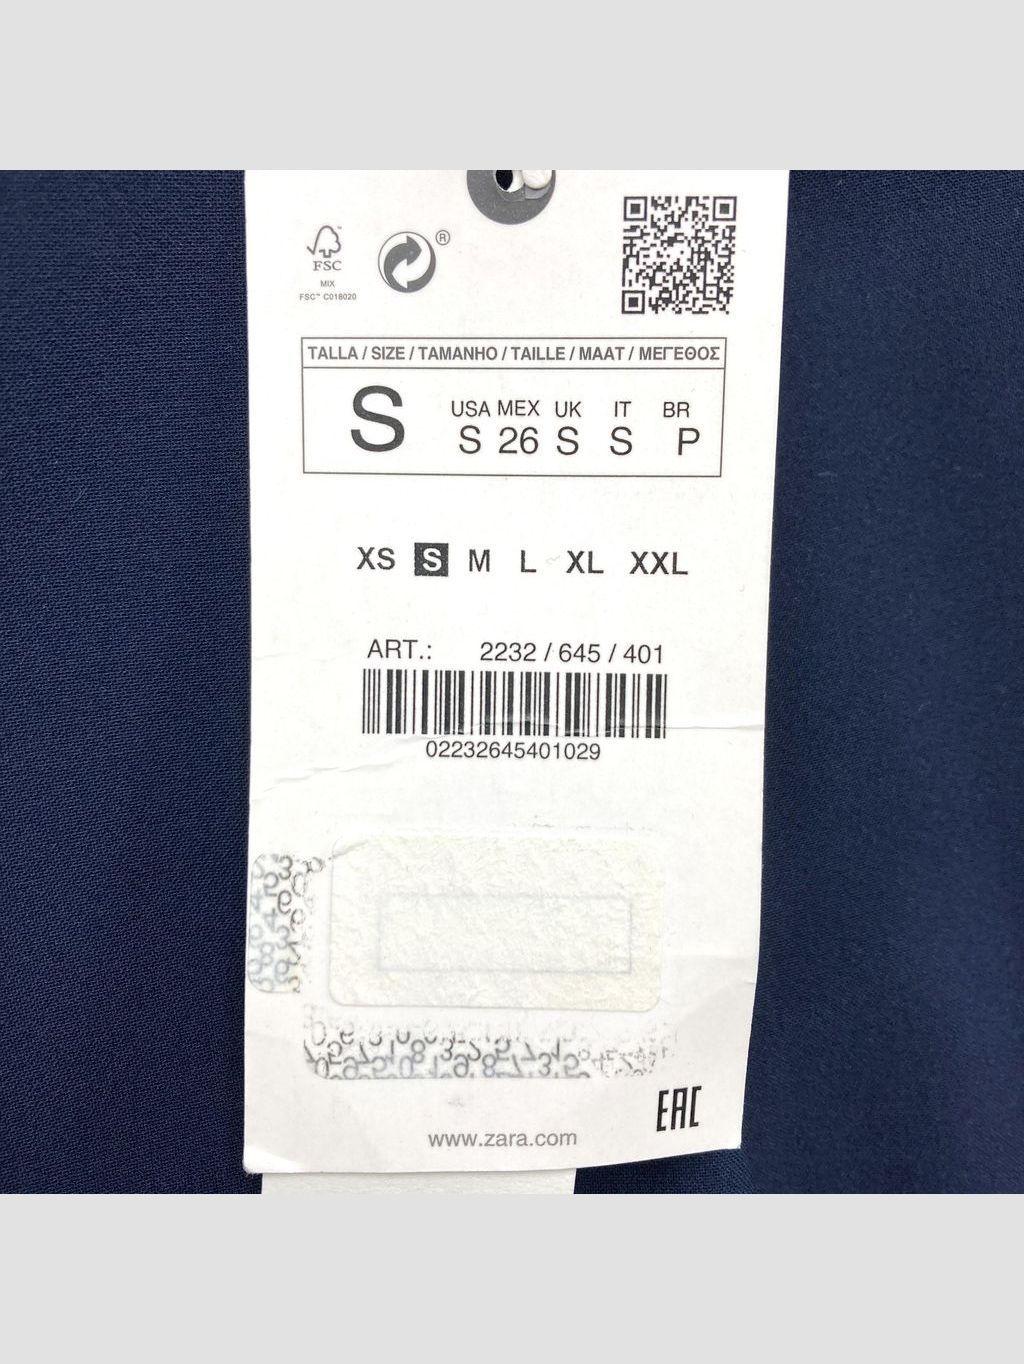 FSC
MIX
FSC™ C018020
®
TALLA / SIZE / TAMANHO / TAILLE / MAAT / ΜΕΓΕΘΟΣ
S
USA MEX UK IT BR
S 26 S S P
XS S M L XL XXL
ART.: 2232 / 645 / 401
02232645401029
EAC
www.zara.com